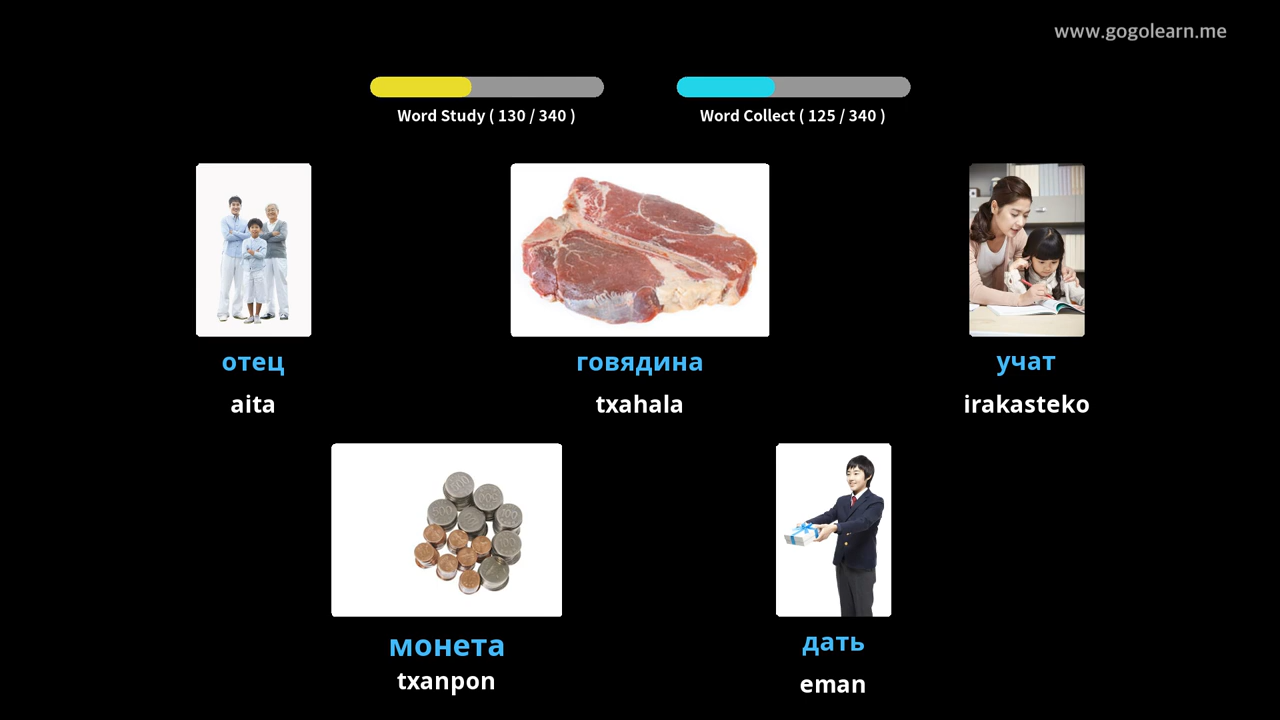 www.gogolearn.me
Word Study ( 130 / 340 )
Word Collect ( 125 / 340 )
отец
говядина
учат
aita
txahala
irakasteko
монета
дать
txanpon
eman